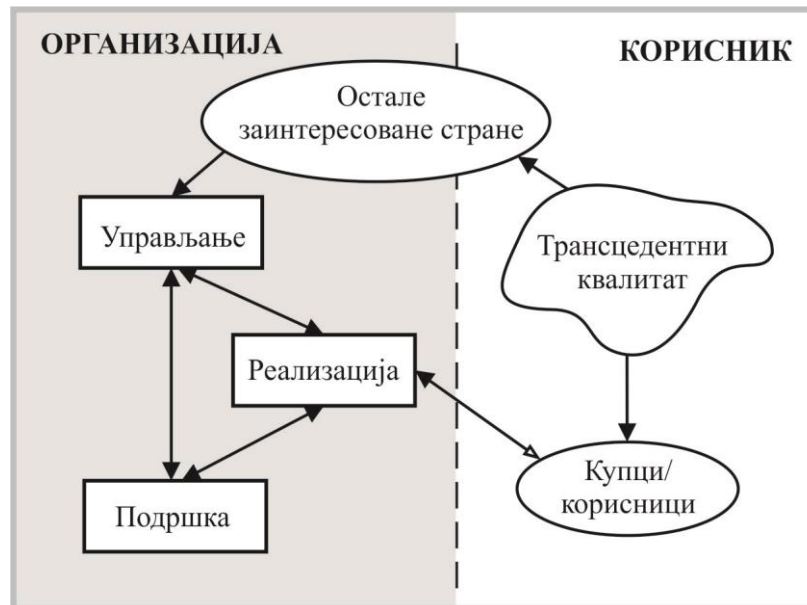 ОРГАНИЗАЦИЈА
КОРИСНИК
Остале
заинтересоване стране
Управљање
Трансцедентни
квалитат
Реализација
Купци/
корисници
Подршка